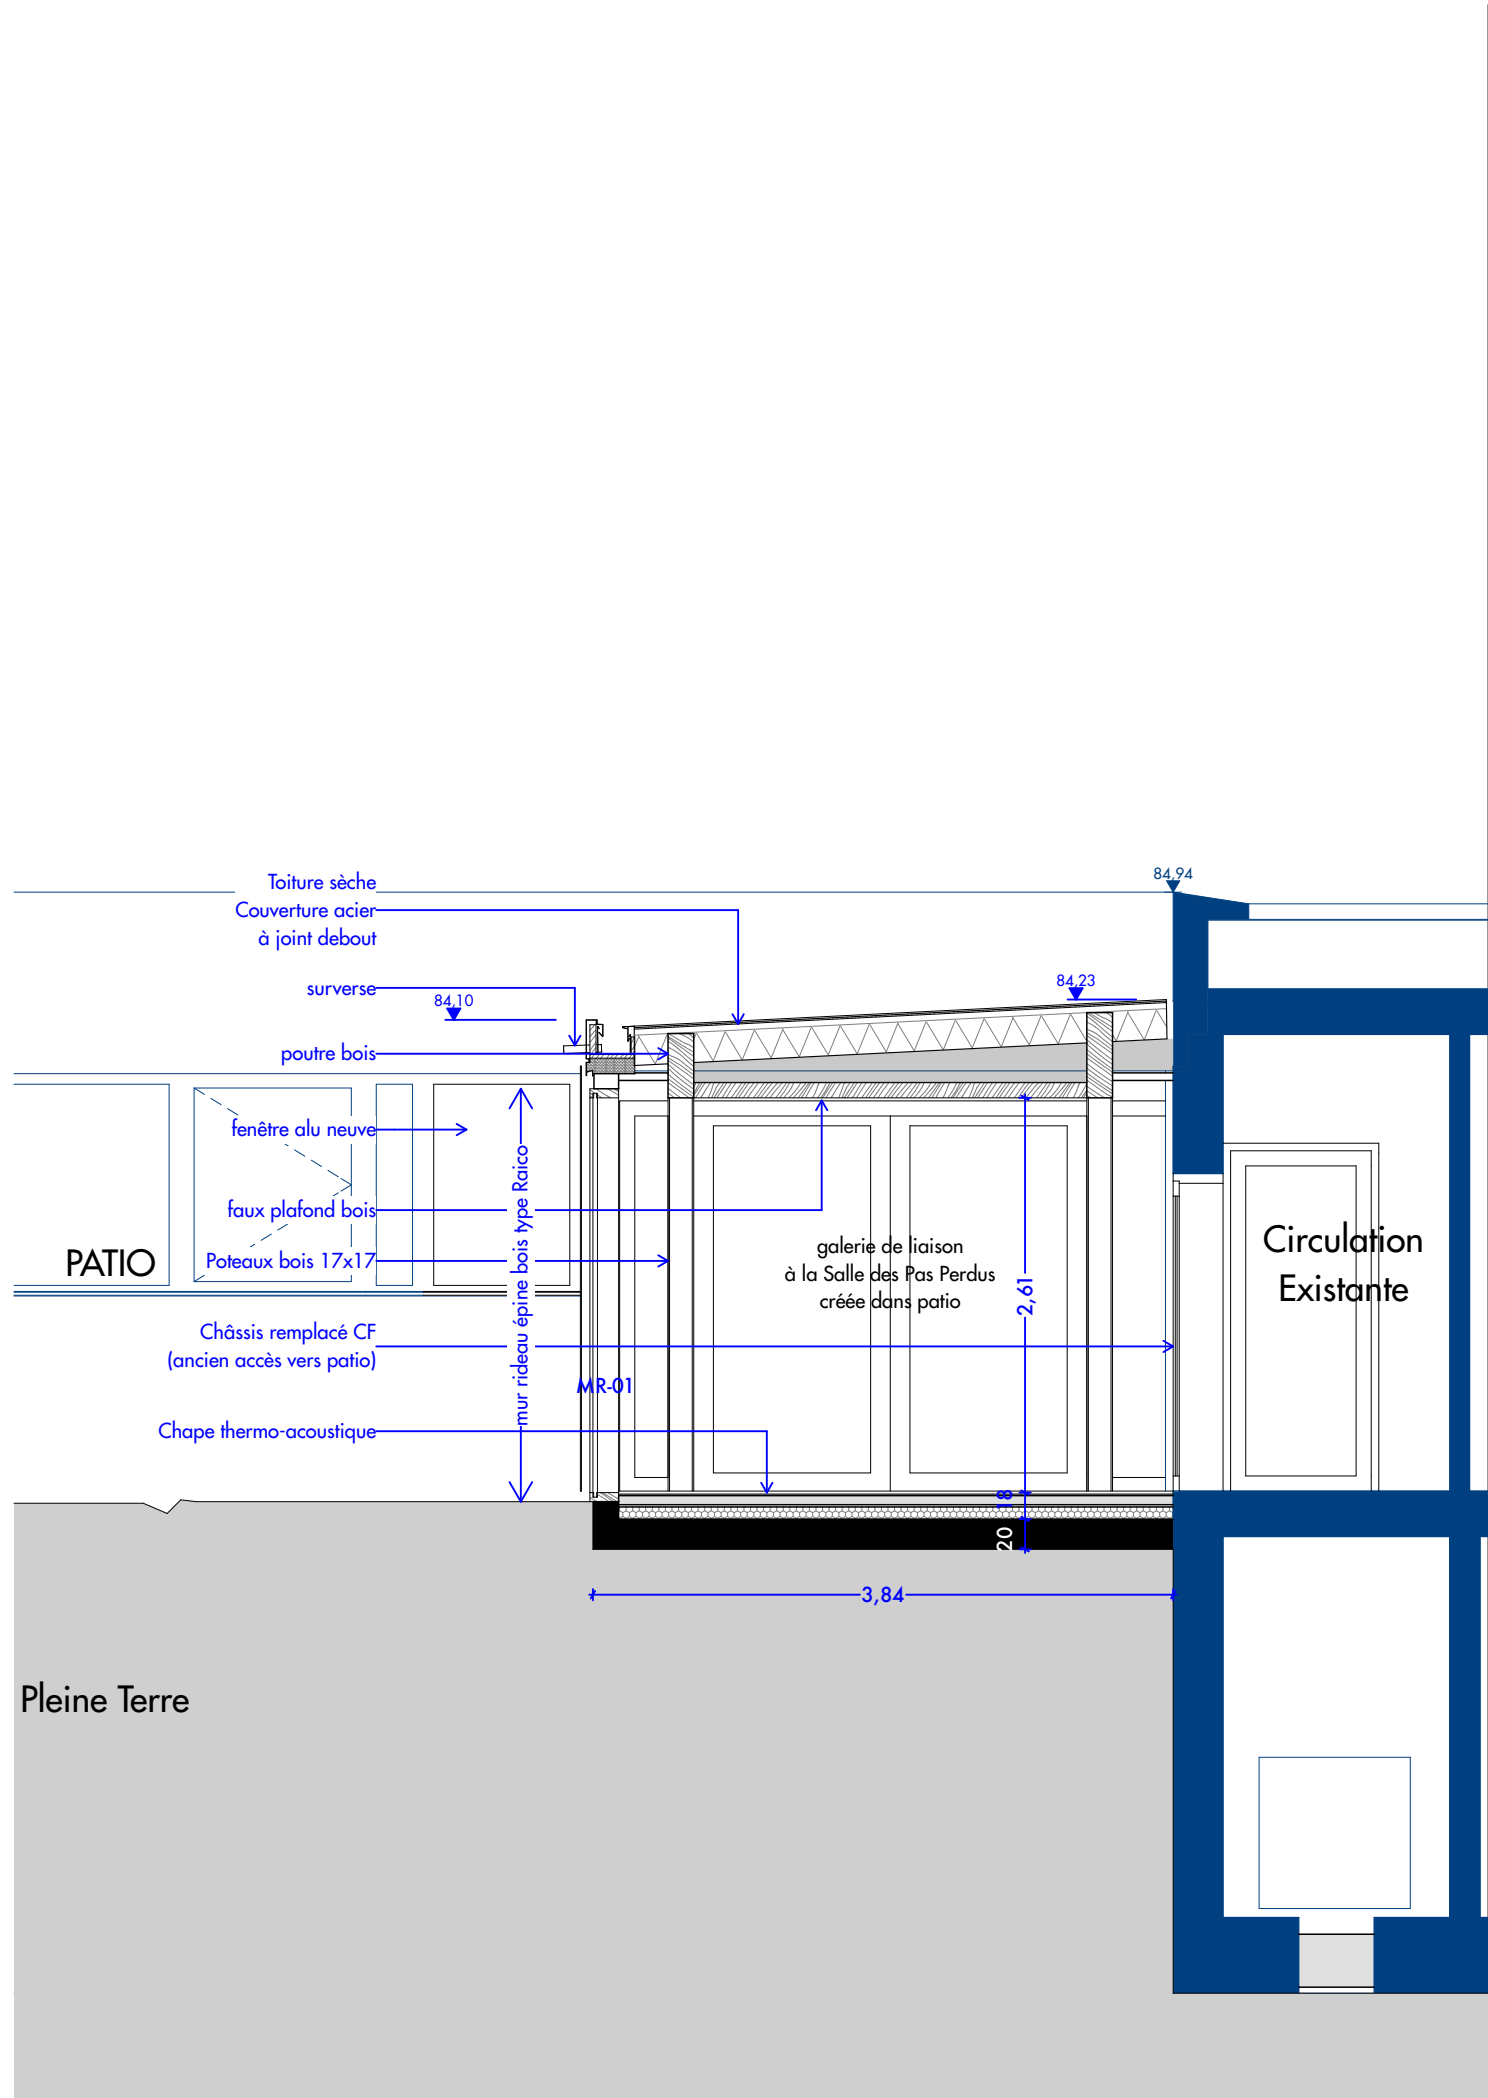 84,94
Toiture sèche
Couverture acier
à joint debout
84,23
surverse
84,10
poutre bois
fenêtre alu neuve
faux plafond bois
PATIO
Poteaux bois 17x17
mur rideau épine bois type Raico
galerie de liaison
à la Salle des Pas Perdus
créée dans patio
2,61
Circulation
Existante
Châssis remplacé CF
(ancien accès vers patio)
MR-01
Chape thermo-acoustique
18
20
3,84
Pleine Terre